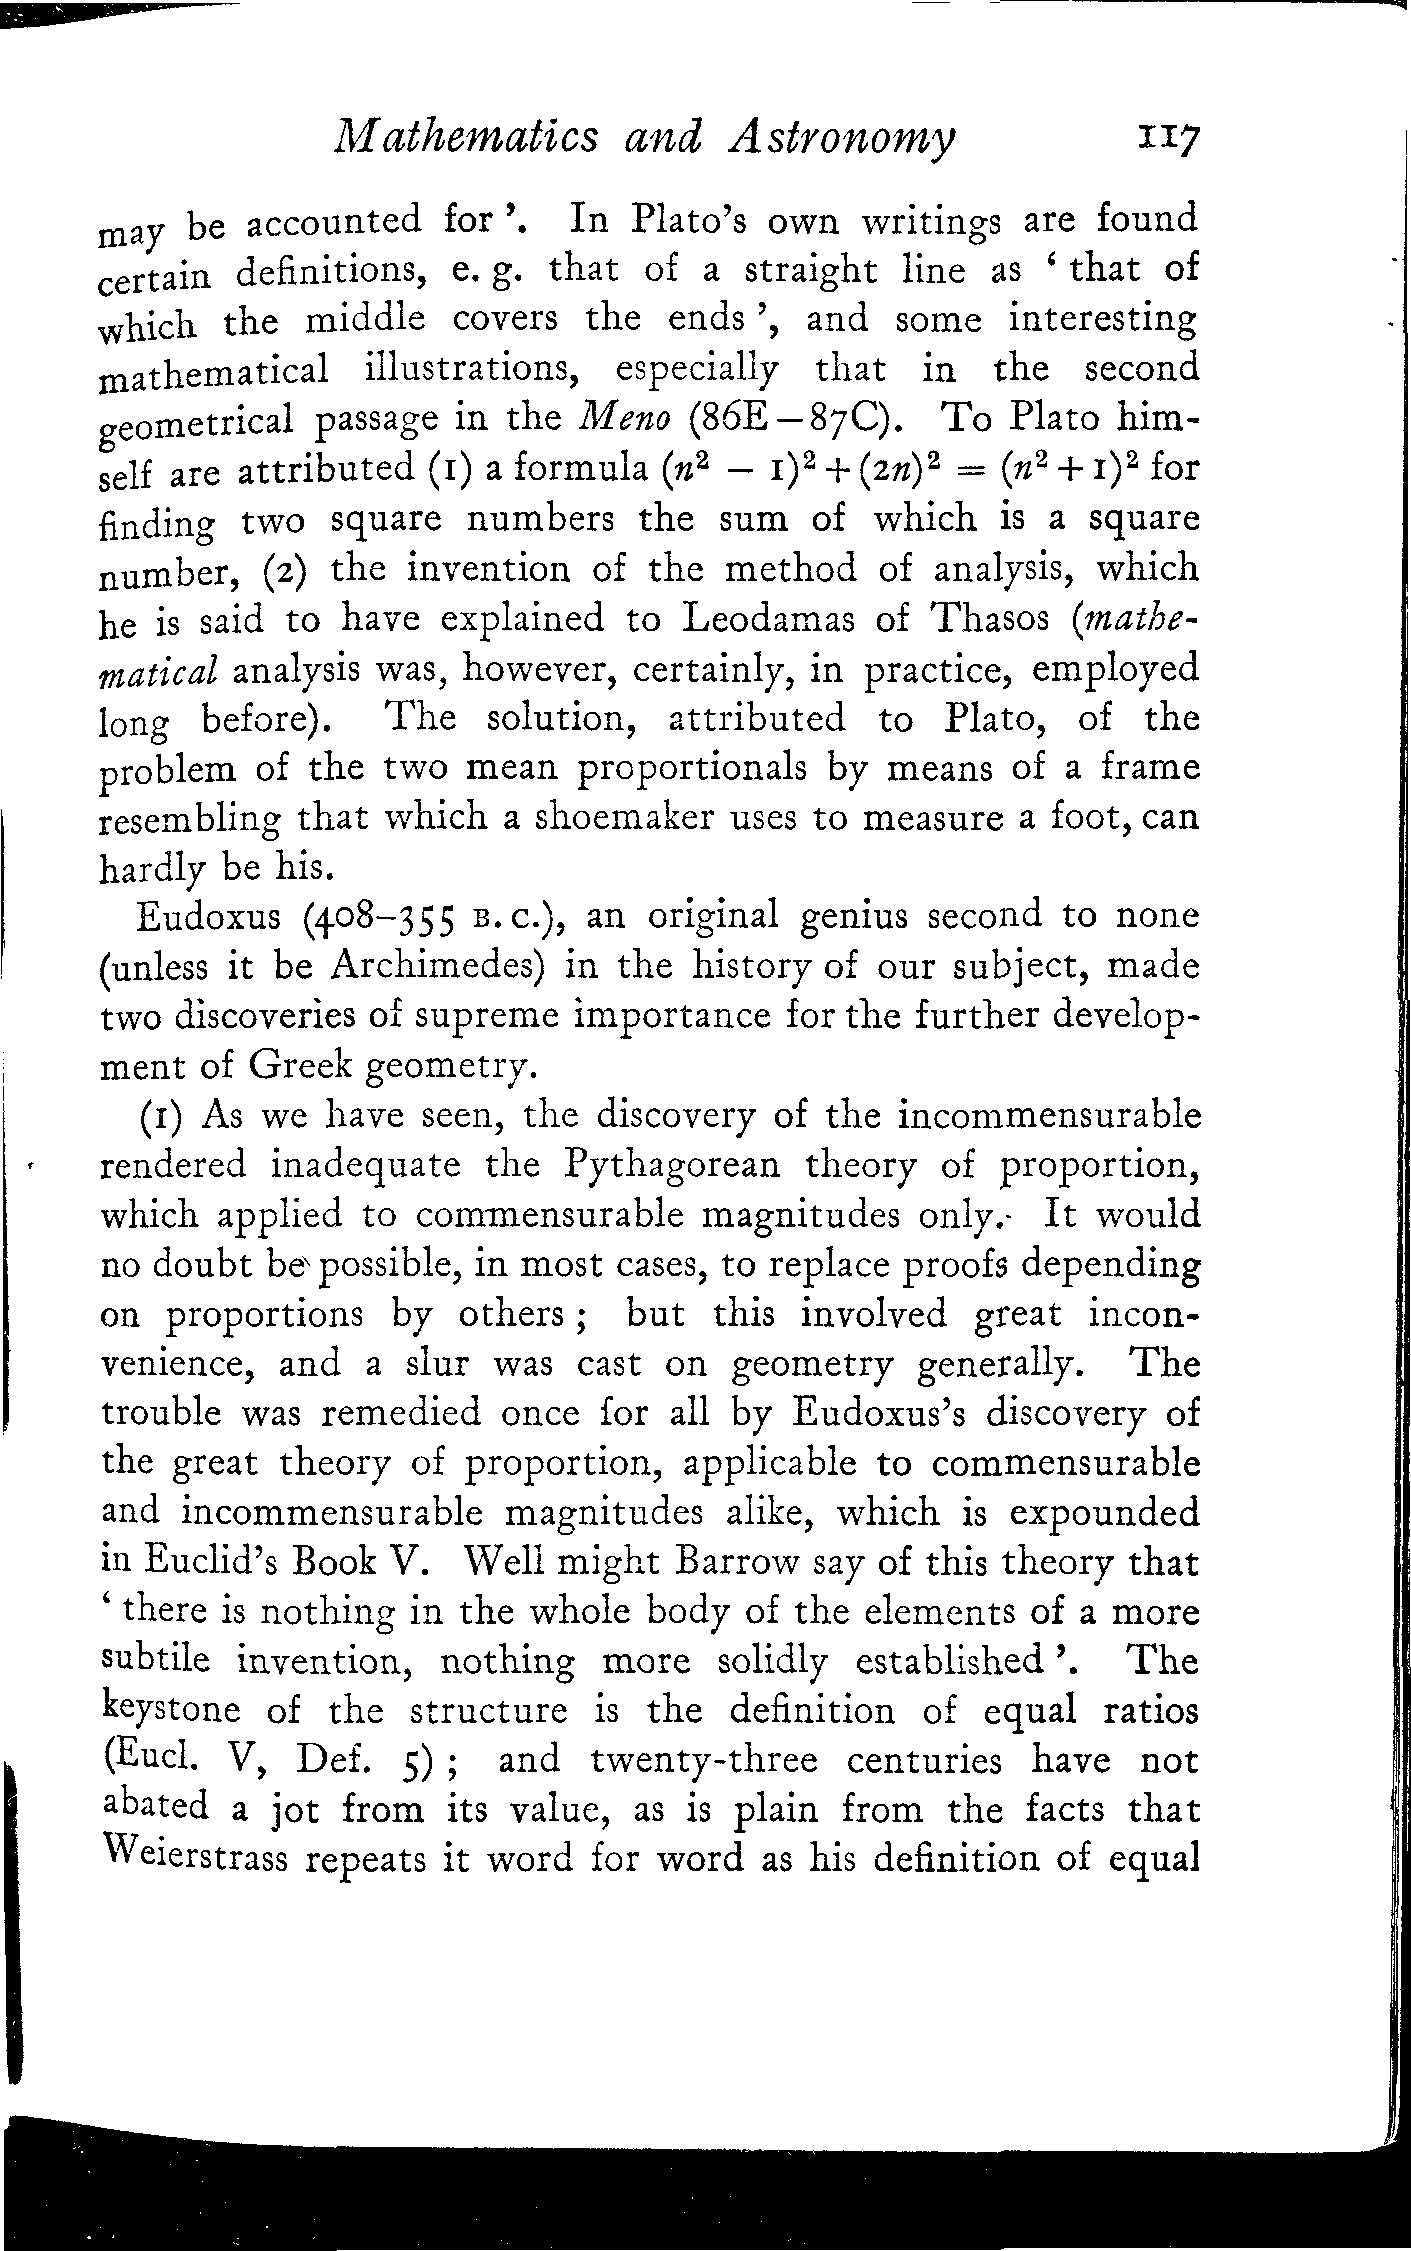 Mathematics and Astronomy 117
may be accounted for ’. In Plato’s own writings are found
certain definitions, e. g. that of a straight line as ‘ that of
which the middle covers the ends ’, and some interesting
mathematical illustrations, especially that in the second
geometrical passage in the Meno (86E – 87C). To Plato him-
self are attributed (1) a formula (n² – 1)² + (2n)² = (n² + 1)² for
finding two square numbers the sum of which is a square
number, (2) the invention of the method of analysis, which
he is said to have explained to Leodamas of Thasos (mathe-
matical analysis was, however, certainly, in practice, employed
long before). The solution, attributed to Plato, of the
problem of the two mean proportionals by means of a frame
resembling that which a shoemaker uses to measure a foot, can
hardly be his.
Eudoxus (408–355 B. C.), an original genius second to none
(unless it be Archimedes) in the history of our subject, made
two discoveries of supreme importance for the further develop-
ment of Greek geometry.
(1) As we have seen, the discovery of the incommensurable
rendered inadequate the Pythagorean theory of proportion,
which applied to commensurable magnitudes only. It would
no doubt be possible, in most cases, to replace proofs depending
on proportions by others ; but this involved great incon-
venience, and a slur was cast on geometry generally. The
trouble was remedied once for all by Eudoxus’s discovery of
the great theory of proportion, applicable to commensurable
and incommensurable magnitudes alike, which is expounded
in Euclid’s Book V. Well might Barrow say of this theory that
‘ there is nothing in the whole body of the elements of a more
subtile invention, nothing more solidly established ’. The
keystone of the structure is the definition of equal ratios
(Eucl. V, Def. 5) ; and twenty-three centuries have not
abated a jot from its value, as is plain from the facts that
Weierstrass repeats it word for word as his definition of equal